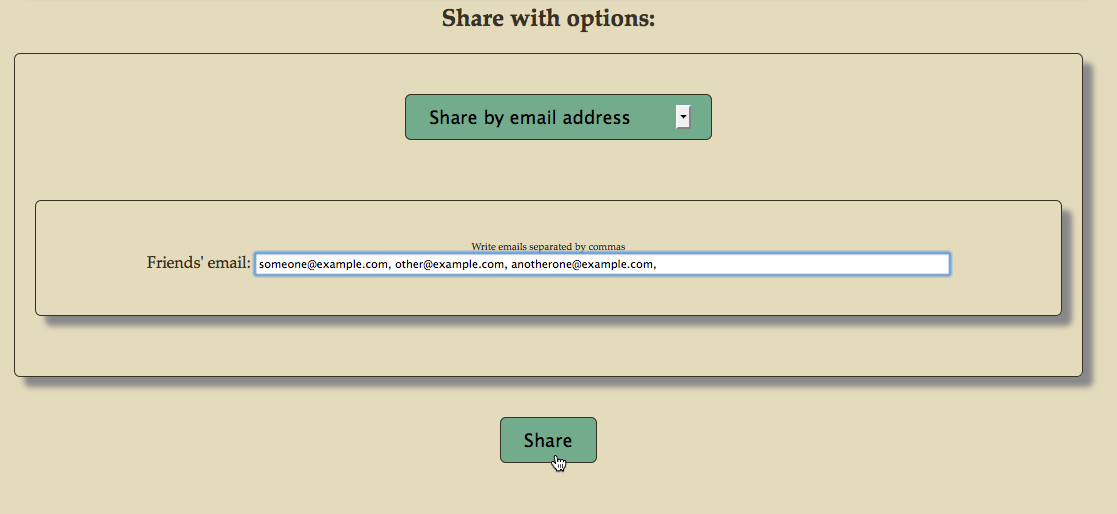 Share with options:
Share by email address
Write emails separated by commas
Friends' email: someone@example.com, other@example.com, anotherone@example.com,
Share